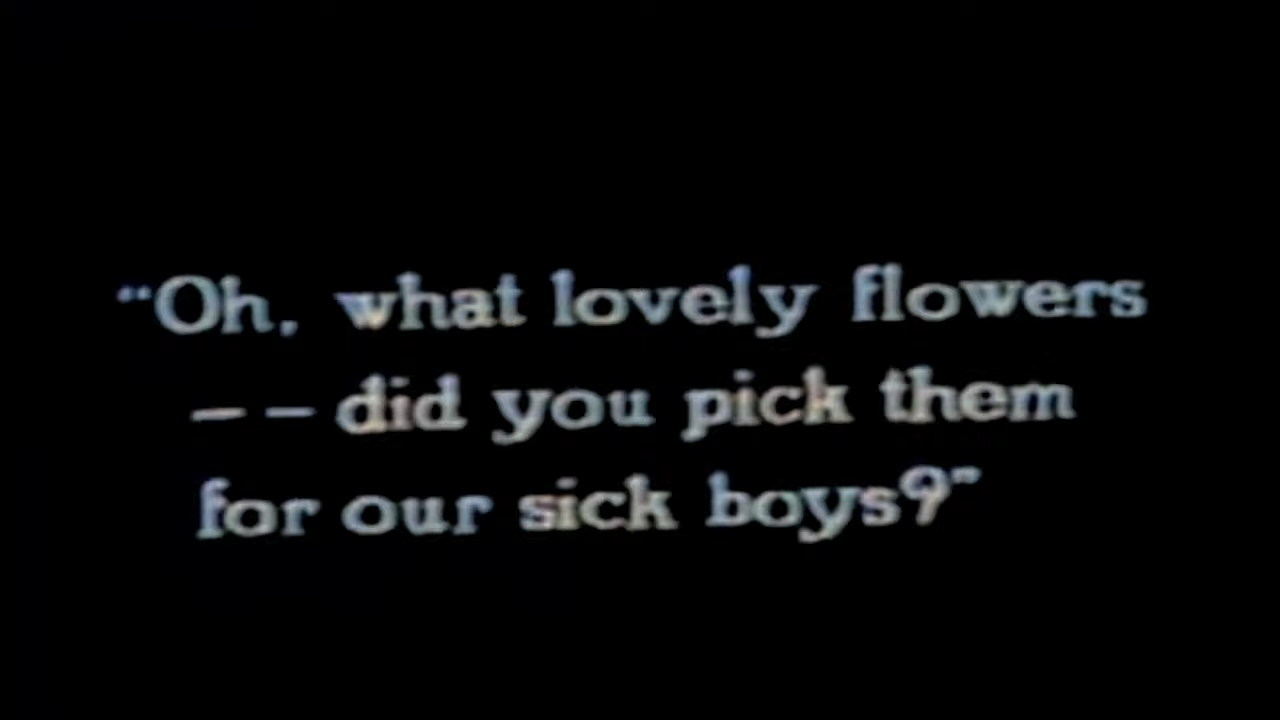 “Oh, what lovely flowers
-- did you pick them
for our sick boys?”